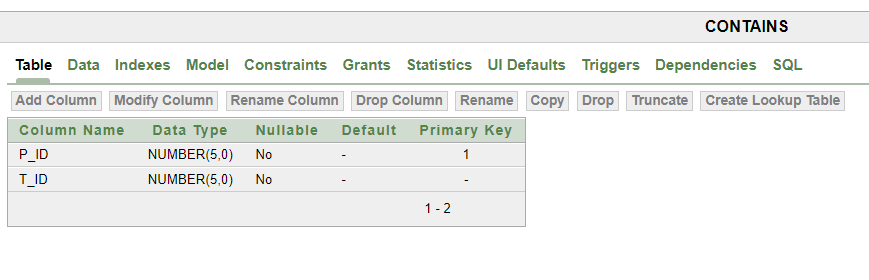 CONTAINS
Table Data Indexes Model Constraints Grants Statistics UI Defaults Triggers Dependencies SQL
Add Column Modify Column Rename Column Drop Column Rename Copy Drop Truncate Create Lookup Table
Column Name Data Type Nullable Default Primary Key
P_ID NUMBER(5,0) No - 1
T_ID NUMBER(5,0) No - -
1 - 2